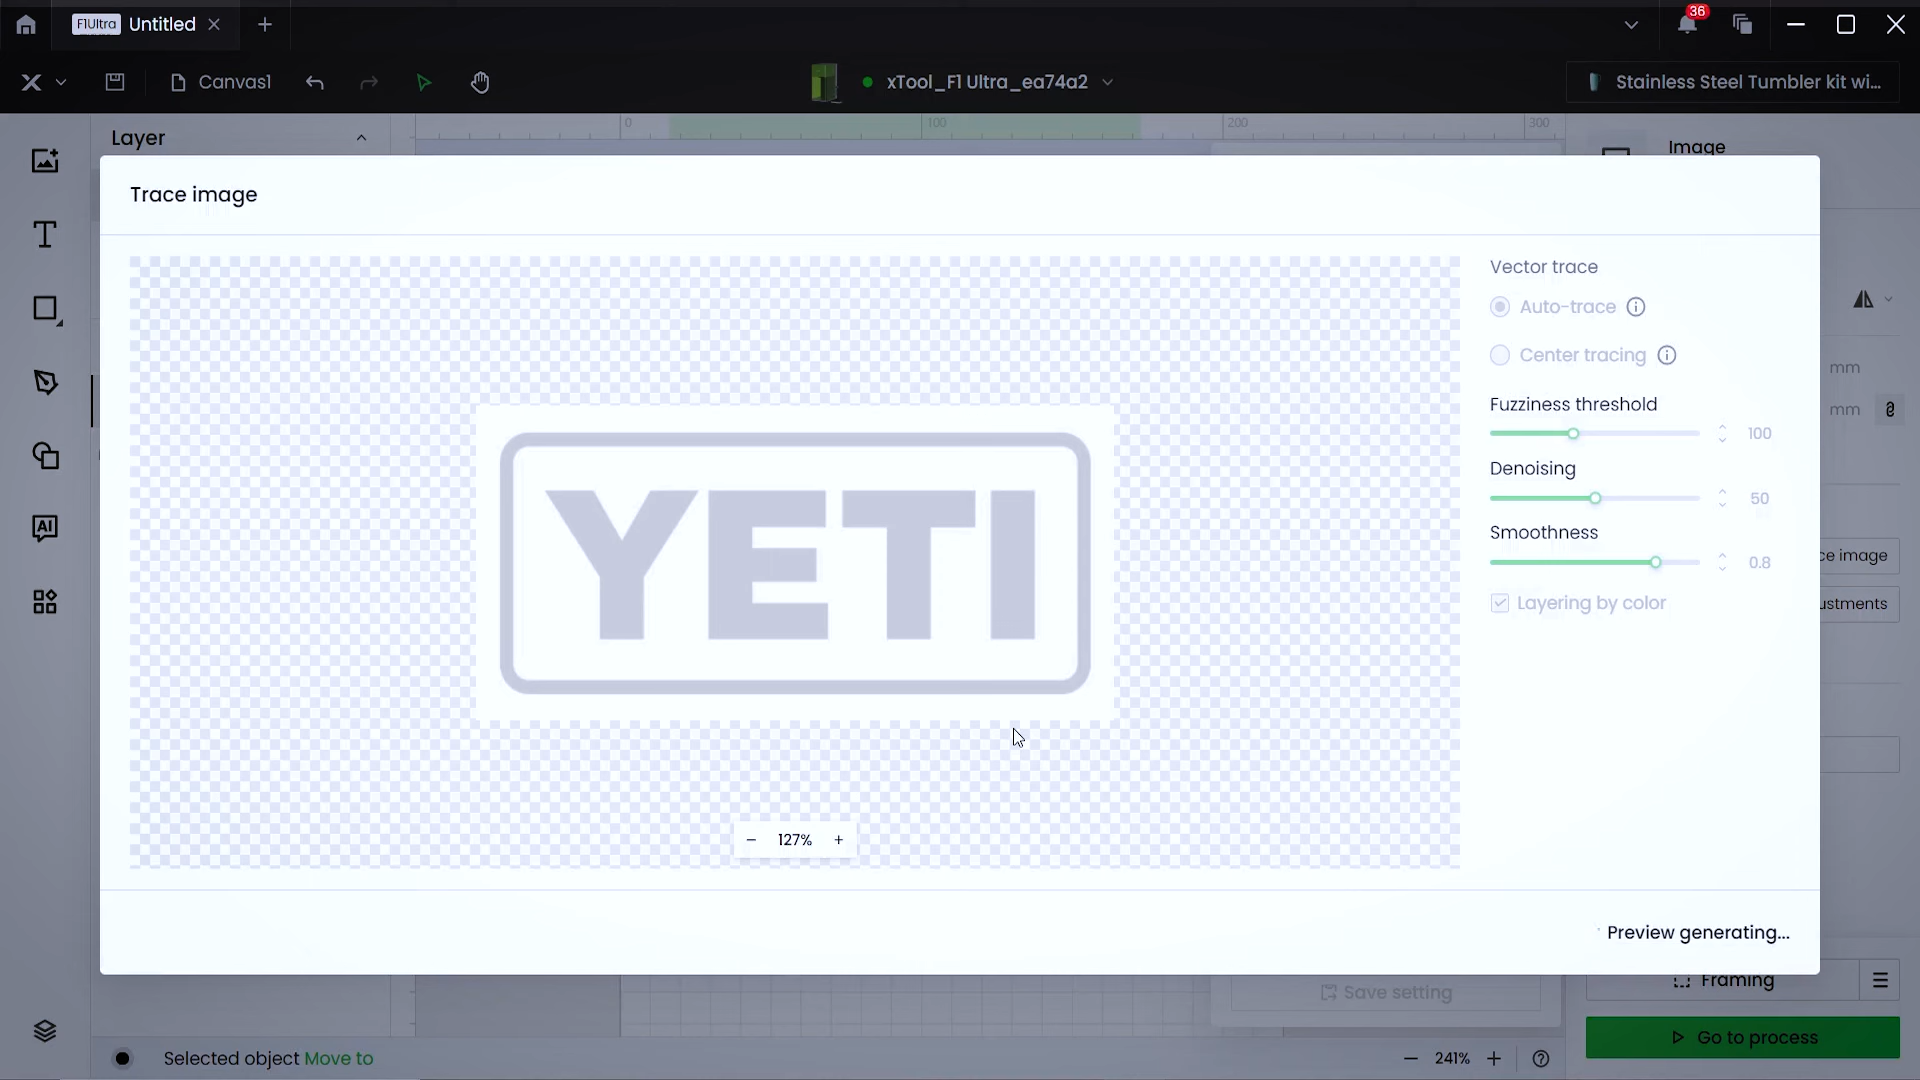 F1Ultra Untitled
36
Canvas1
xTool_F1 Ultra_ea74a2
Stainless Steel Tumbler kit wi...
Layer
0
100
200
300
Image
Trace image
YETI
127%
Vector trace
Auto-trace
Center tracing
Fuzziness threshold
100
Denoising
50
Smoothness
0.8
Layering by color
mm
mm
ce image
ustments
AI
Preview generating...
Save setting
Framing
Go to process
Selected object Move to
241%